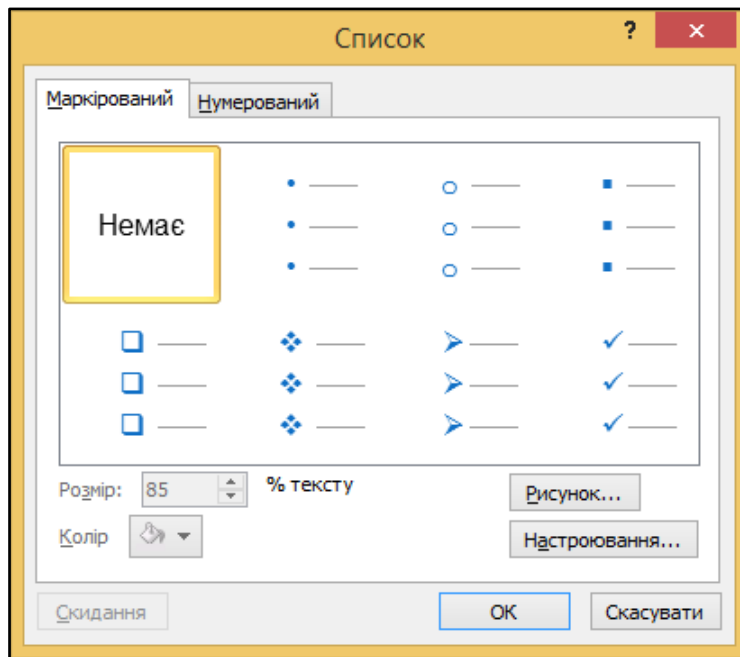 Список
?
Маркірований Нумерований
Немає
Розмір: 85 % тексту
Рисунок...
Колір
Настроювання...
Скидання ОК Скасувати